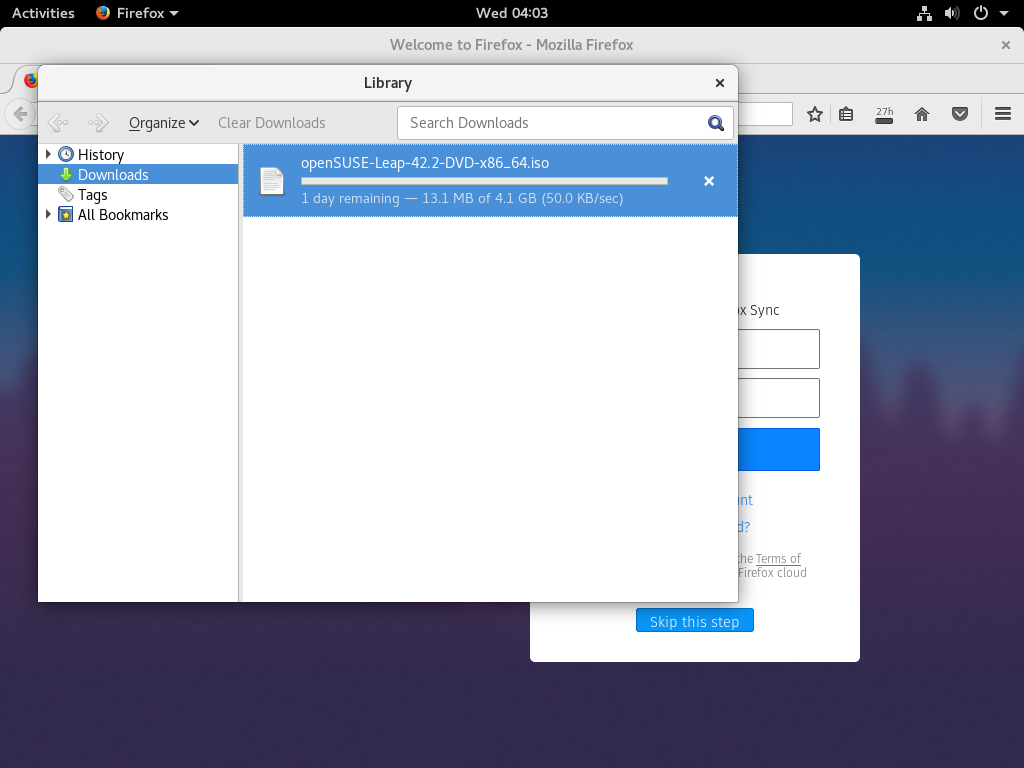 Activities Firefox Wed 04:03
Welcome to Firefox - Mozilla Firefox
Library
Organize Clear Downloads Search Downloads
27h
History
Downloads
Tags
All Bookmarks
openSUSE-Leap-42.2-DVD-x86_64.iso
1 day remaining — 13.1 MB of 4.1 GB (50.0 KB/sec)
Sync
the Terms of
Firefox cloud
Skip this step